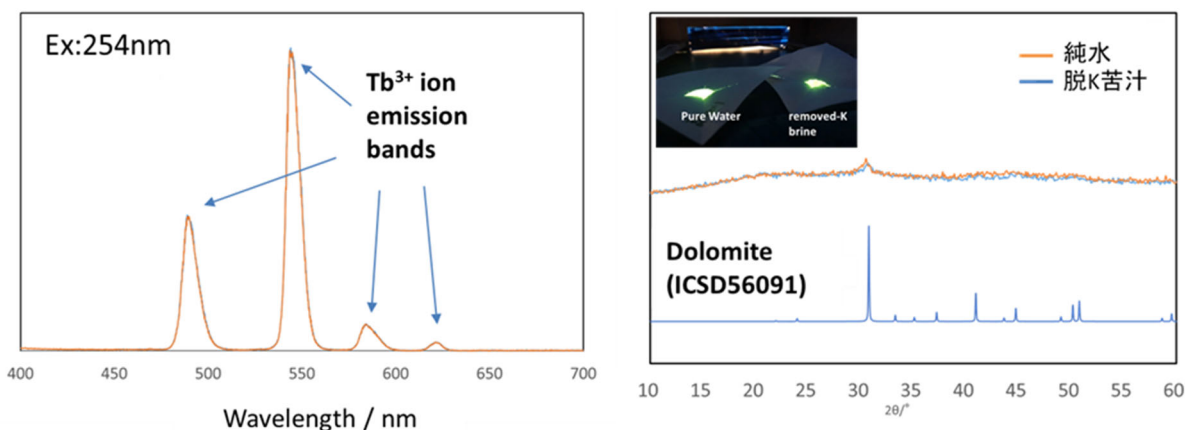 Ex:254nm
Tb³⁺ ion
emission
bands
400 450 500 550 600 650 700
Wavelength / nm
純水
脱K苦汁
Pure Water
removed-K
brine
Dolomite
(ICSD56091)
10 15 20 25 30 35 40 45 50 55 60
2θ/°